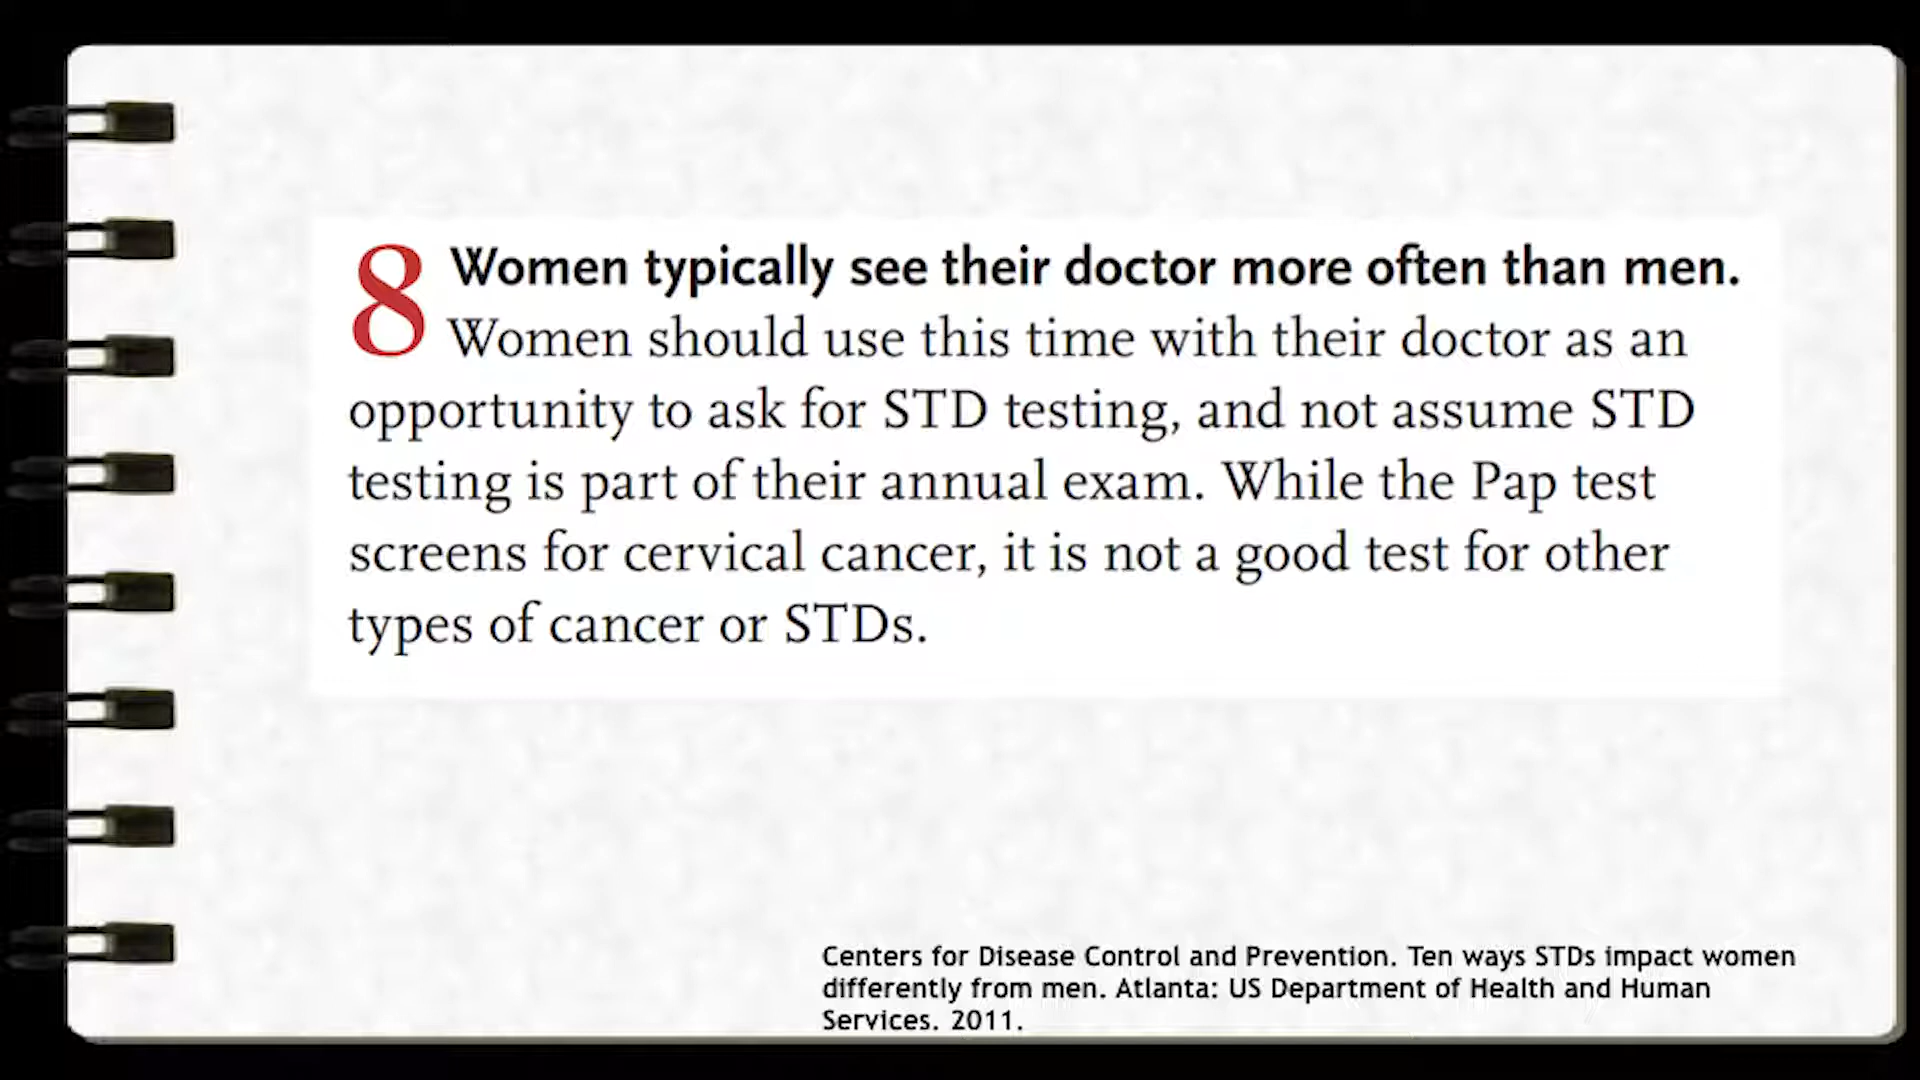 8 Women typically see their doctor more often than men.
Women should use this time with their doctor as an
opportunity to ask for STD testing, and not assume STD
testing is part of their annual exam. While the Pap test
screens for cervical cancer, it is not a good test for other
types of cancer or STDs.
Centers for Disease Control and Prevention. Ten ways STDs impact women
differently from men. Atlanta: US Department of Health and Human
Services. 2011.